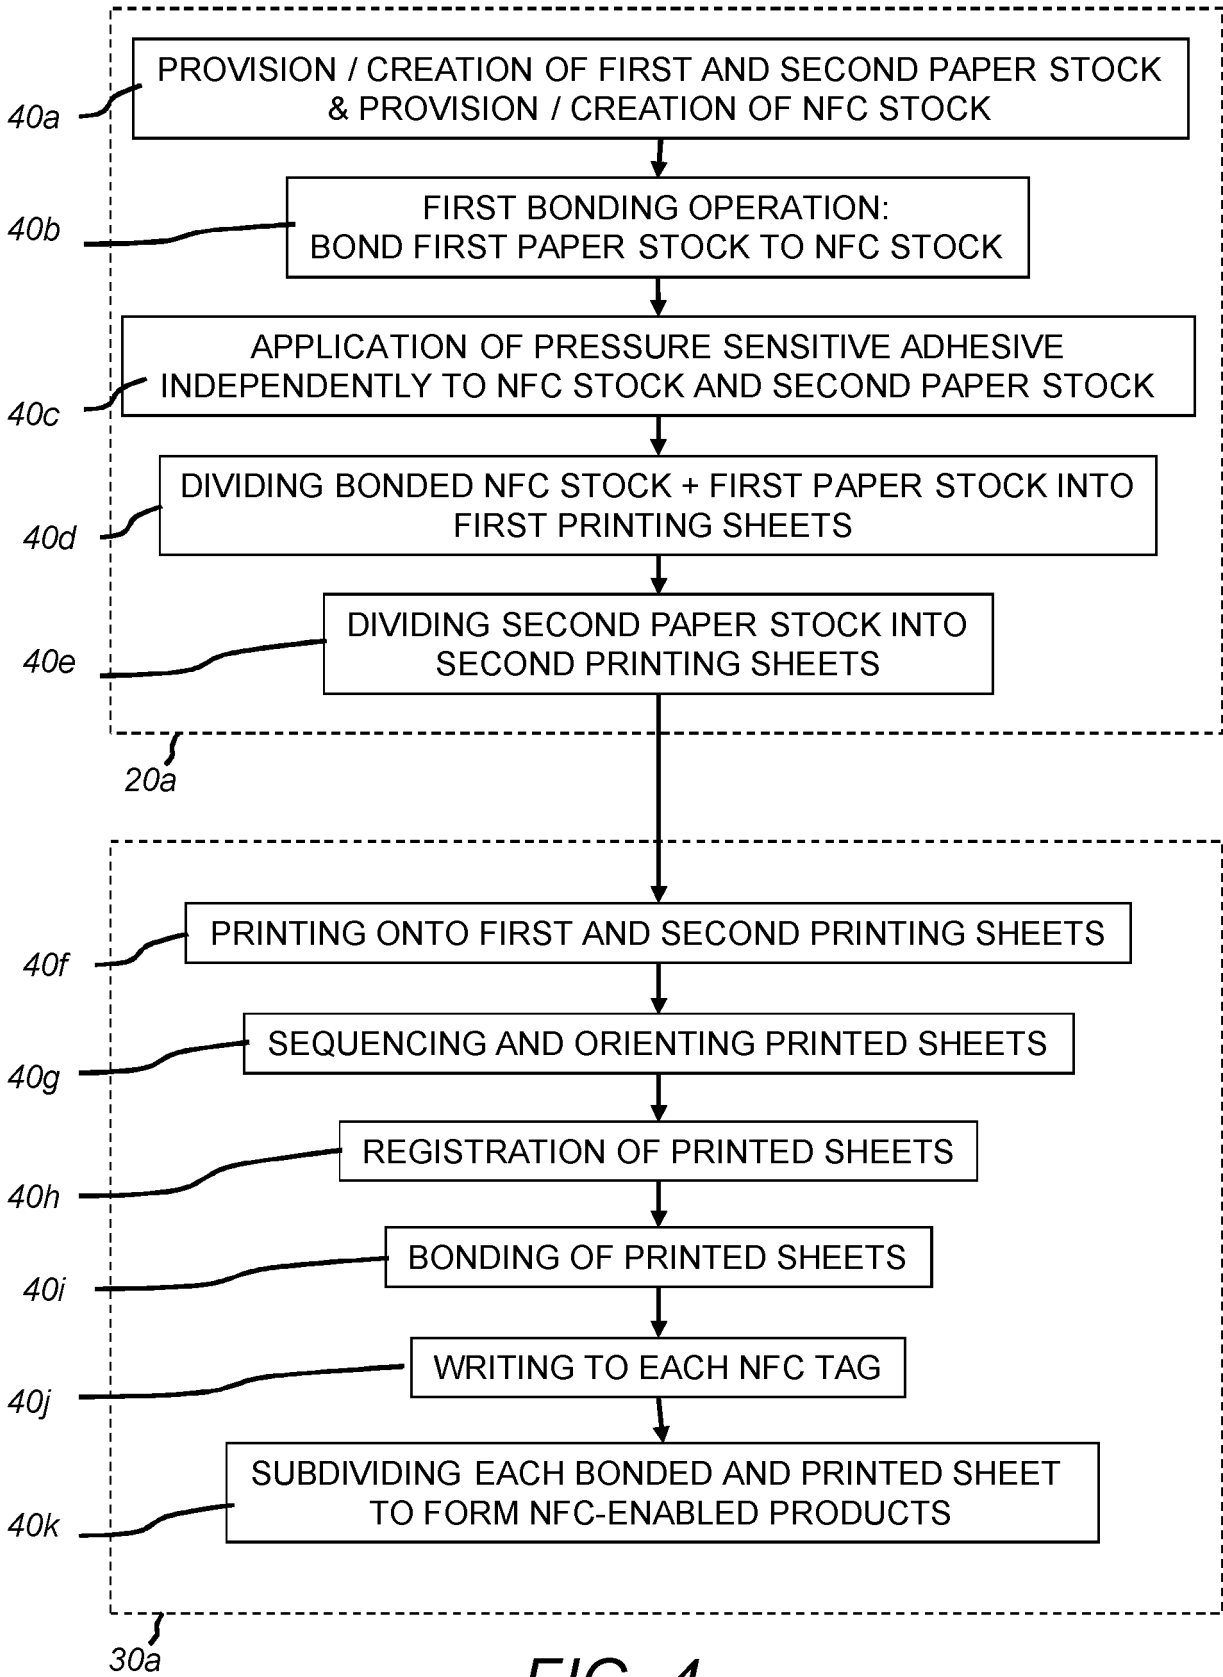 PROVISION / CREATION OF FIRST AND SECOND PAPER STOCK
& PROVISION / CREATION OF NFC STOCK
40a
FIRST BONDING OPERATION:
BOND FIRST PAPER STOCK TO NFC STOCK
40b
APPLICATION OF PRESSURE SENSITIVE ADHESIVE
INDEPENDENTLY TO NFC STOCK AND SECOND PAPER STOCK
40c
DIVIDING BONDED NFC STOCK + FIRST PAPER STOCK INTO
FIRST PRINTING SHEETS
40d
DIVIDING SECOND PAPER STOCK INTO
SECOND PRINTING SHEETS
40e
20a
PRINTING ONTO FIRST AND SECOND PRINTING SHEETS
40f
SEQUENCING AND ORIENTING PRINTED SHEETS
40g
REGISTRATION OF PRINTED SHEETS
40h
BONDING OF PRINTED SHEETS
40i
WRITING TO EACH NFC TAG
40j
SUBDIVIDING EACH BONDED AND PRINTED SHEET
TO FORM NFC-ENABLED PRODUCTS
40k
30a
FIG. 4